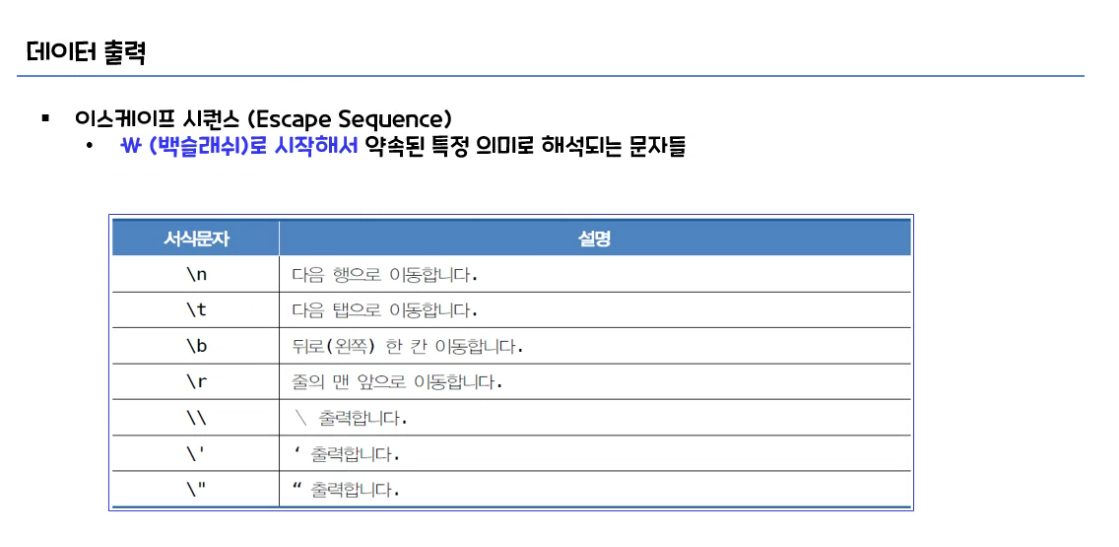 데이터 출력
▪ 이스케이프 시퀀스 (Escape Sequence)
• ₩ (백슬래쉬)로 시작해서 약속된 특정 의미로 해석되는 문자들
서식문자 설명
\n 다음 행으로 이동합니다.
\t 다음 탭으로 이동합니다.
\b 뒤로(왼쪽) 한 칸 이동합니다.
\r 줄의 맨 앞으로 이동합니다.
\\ \ 출력합니다.
\' ‘ 출력합니다.
\" “ 출력합니다.